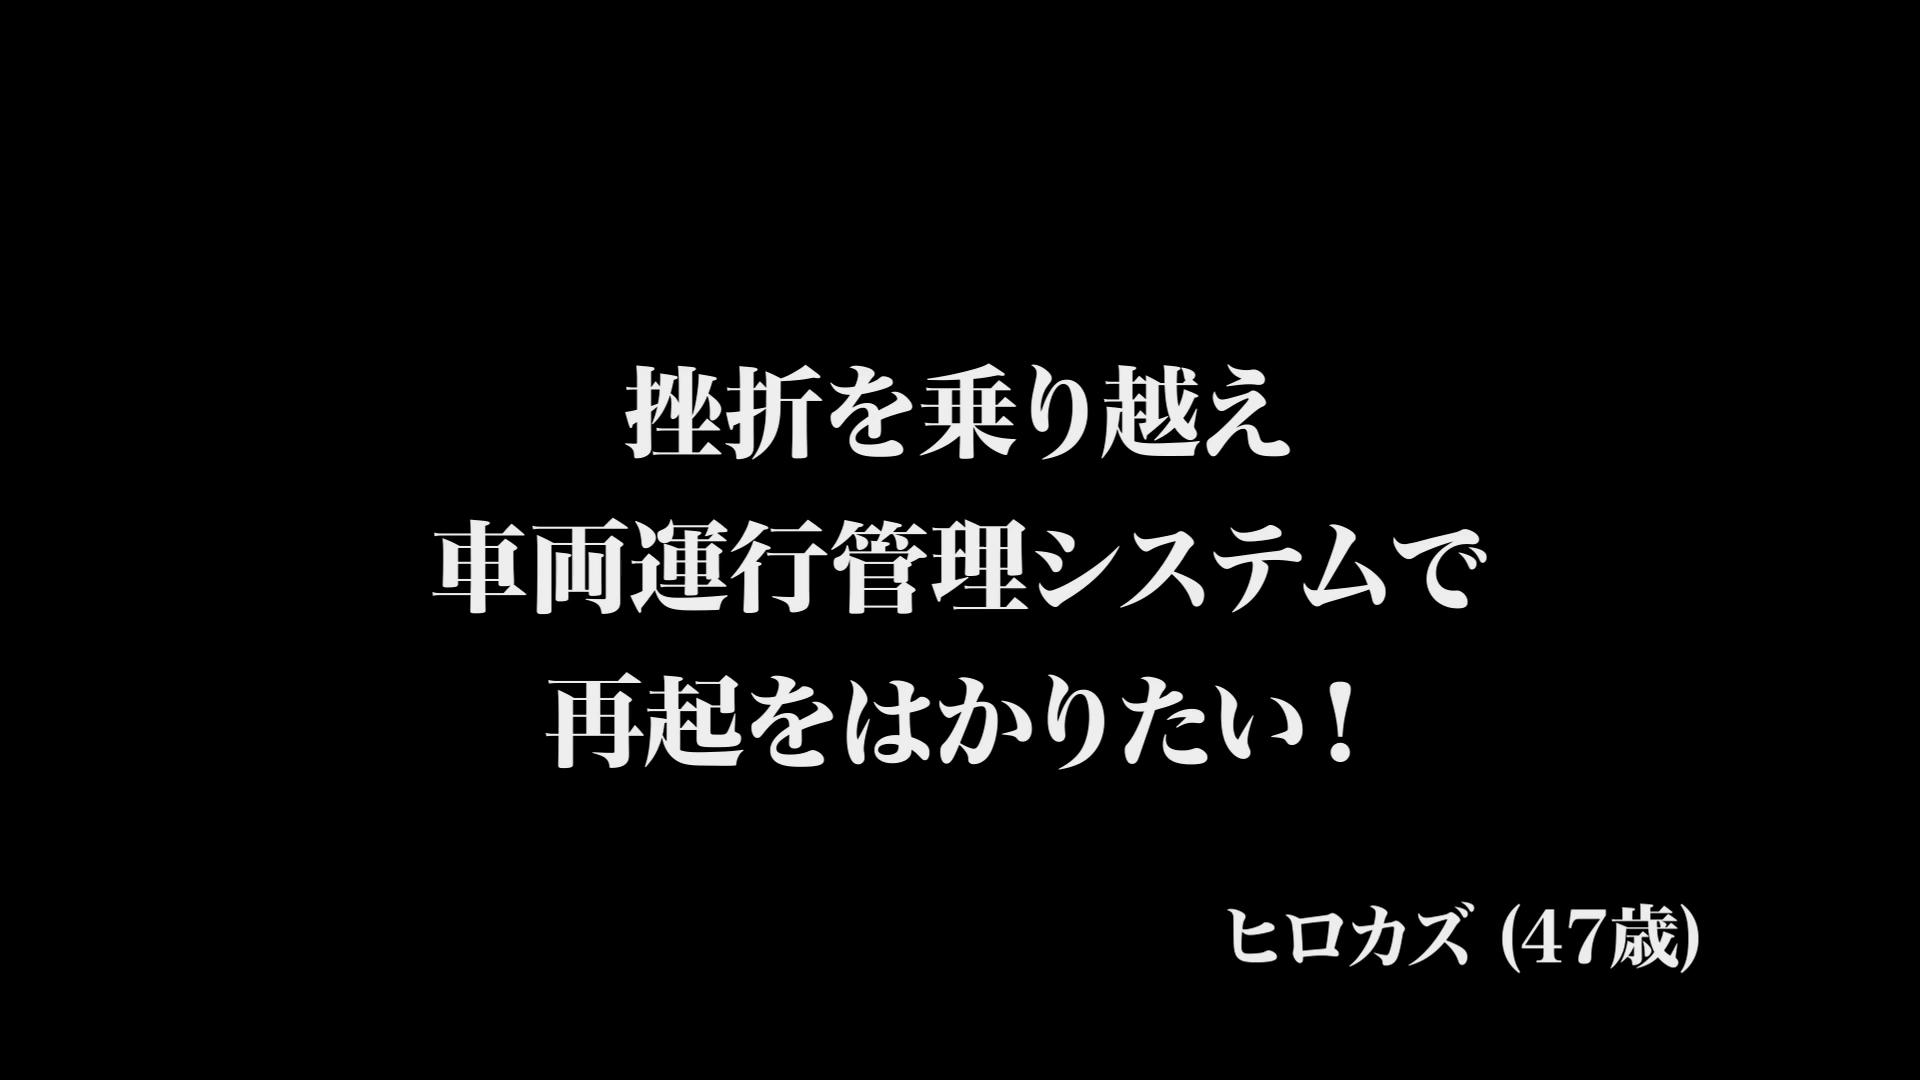 挫折を乗り越え
車両運行管理システムで
再起をはかりたい！
ヒロカズ (47歳)